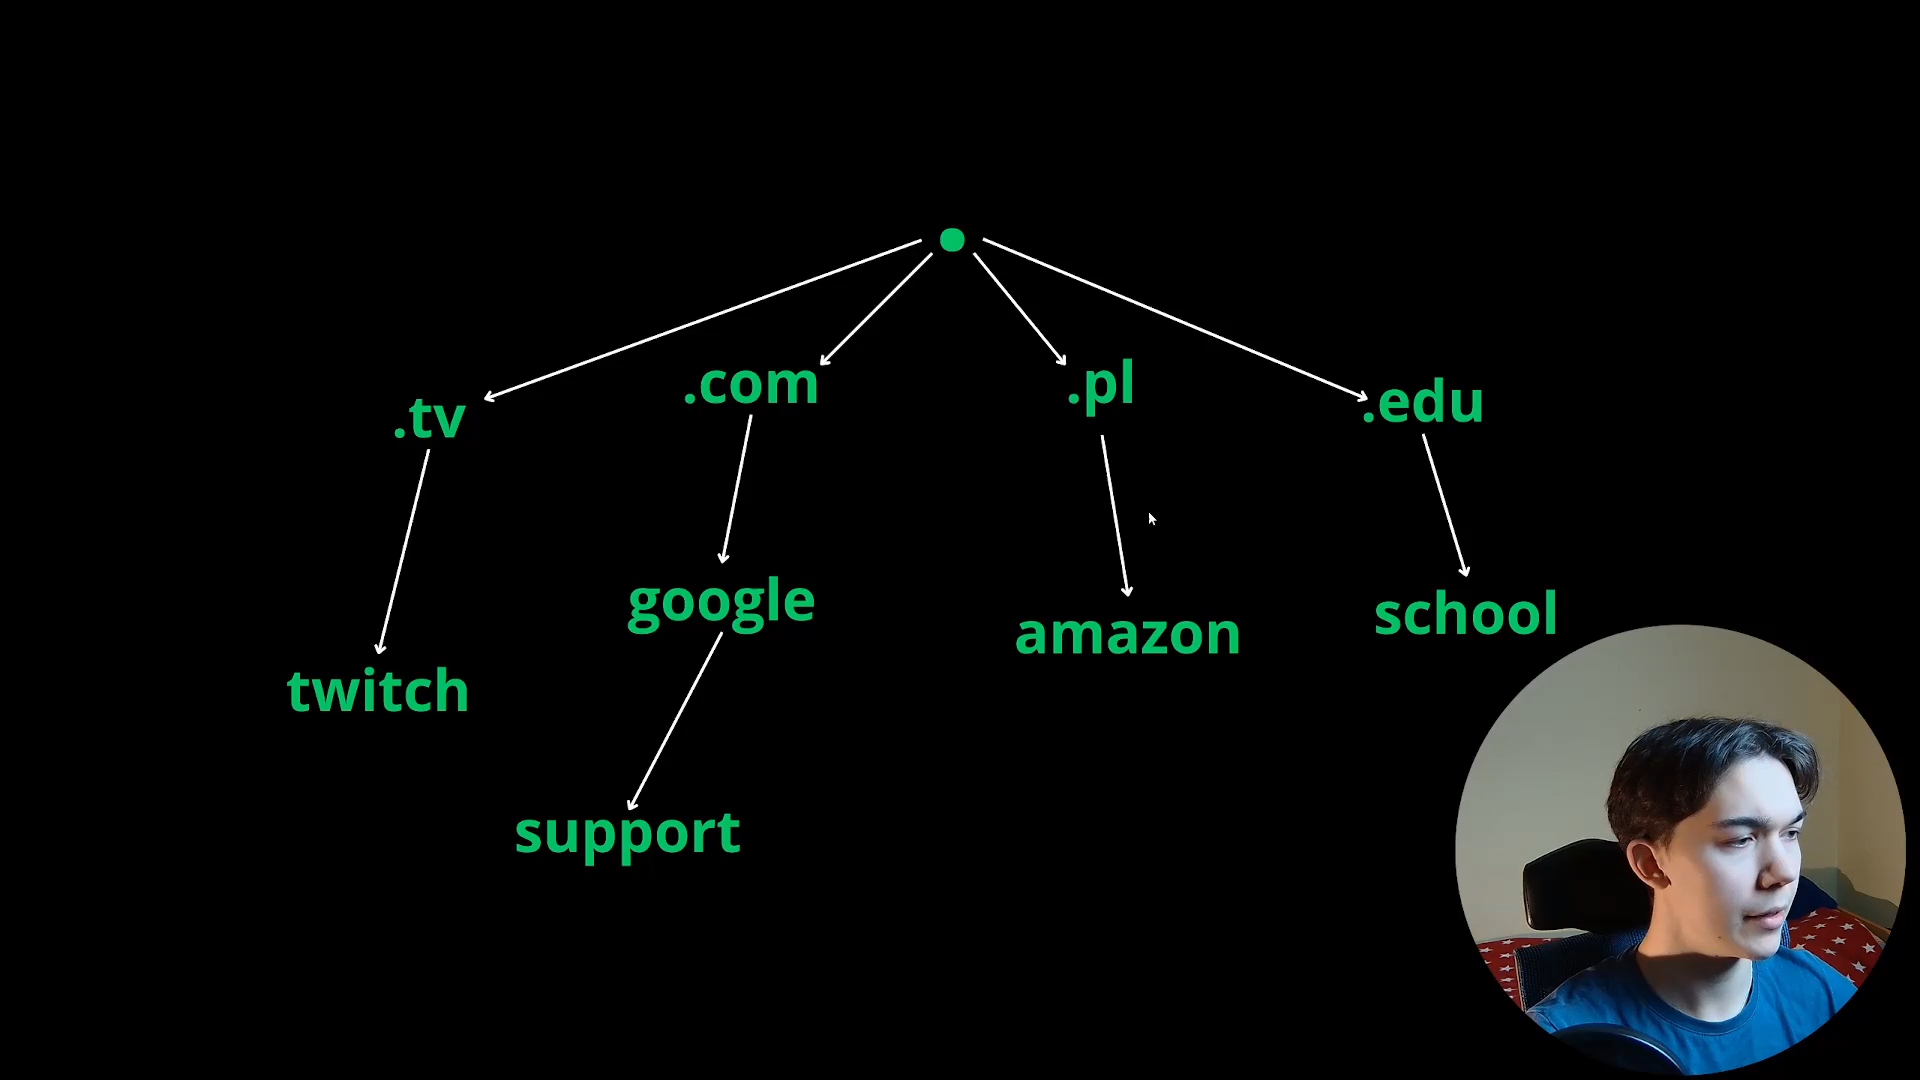 .
.tv
.com
.pl
.edu
twitch
google
amazon
school
support